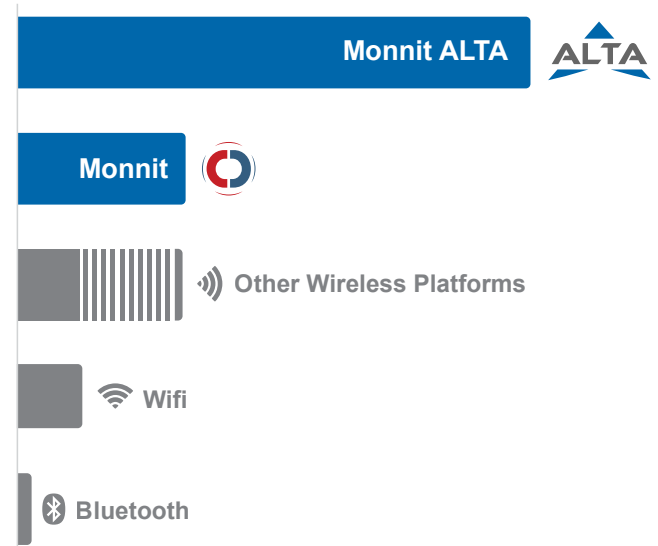 Monnit ALTA
ALTA
Monnit
Other Wireless Platforms
Wifi
Bluetooth